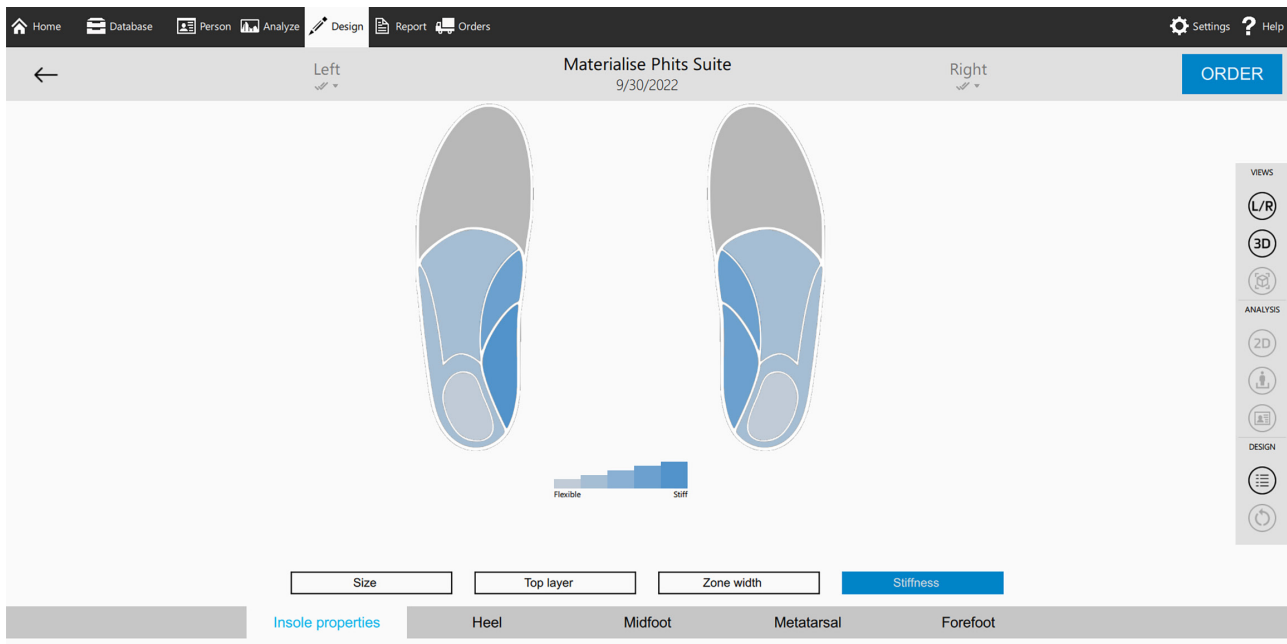 Home Database Person Analyze Design Report Orders Settings ? Help
Left Materialise Phits Suite Right ORDER
9/30/2022
VIEWS
L/R
3D
ANALYSIS
2D
DESIGN
Flexible Stiff
Size Top layer Zone width Stiffness
Insole properties Heel Midfoot Metatarsal Forefoot